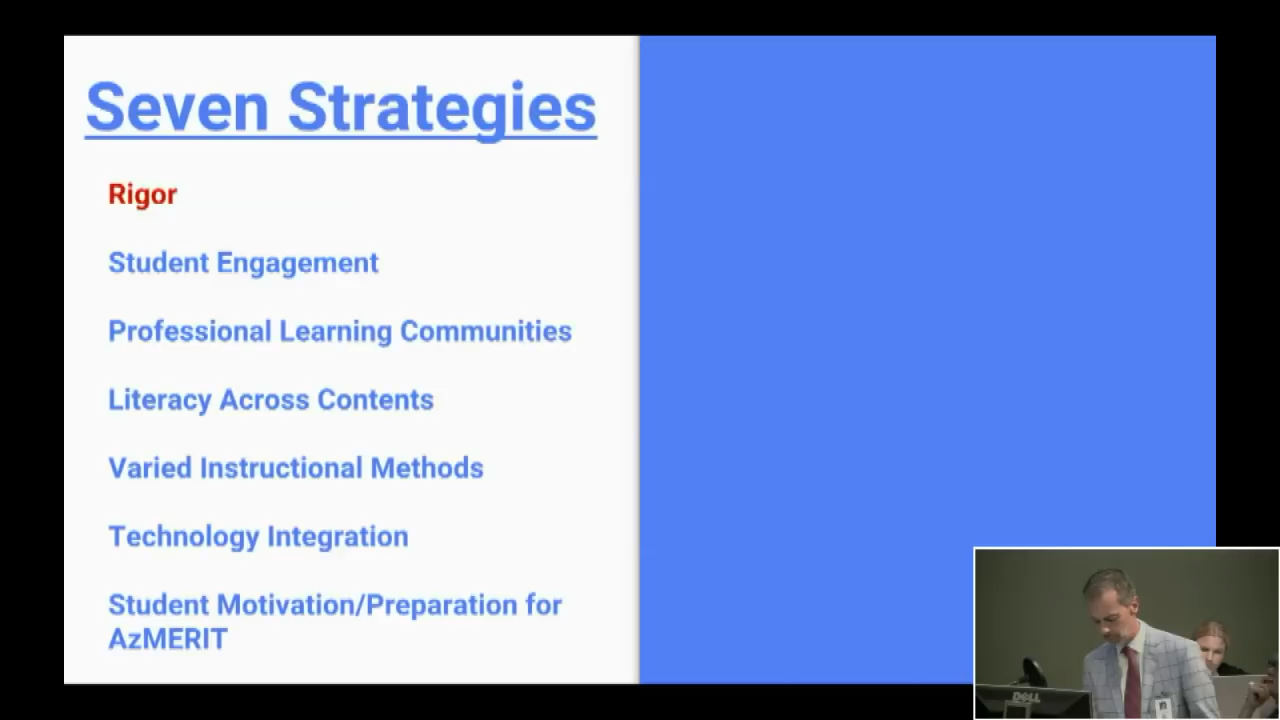 Seven Strategies
Rigor
Student Engagement
Professional Learning Communities
Literacy Across Contents
Varied Instructional Methods
Technology Integration
Student Motivation/Preparation for
AzMERIT
DELL